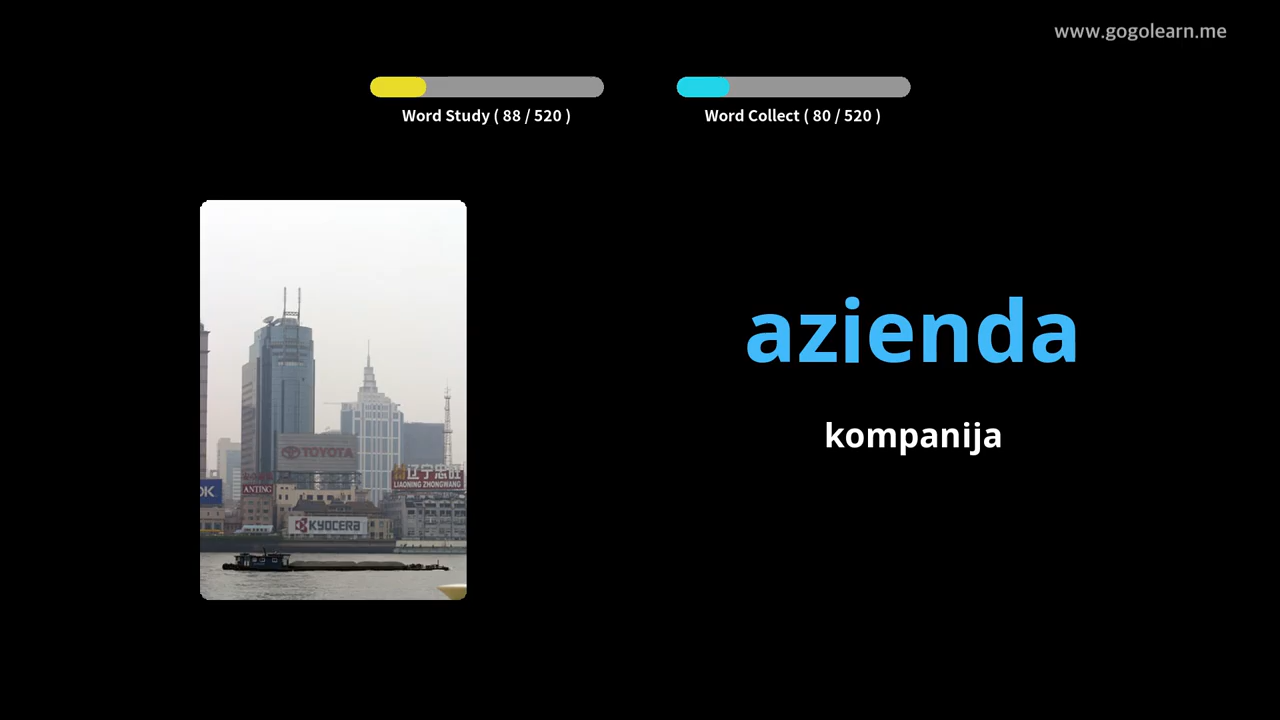 www.gogolearn.me
Word Study ( 88 / 520 )
Word Collect ( 80 / 520 )
azienda
kompanija
TOYOTA
辽宁忠旺
LIAONING ZHONGWANG
OK
ANTING
KYOCERA